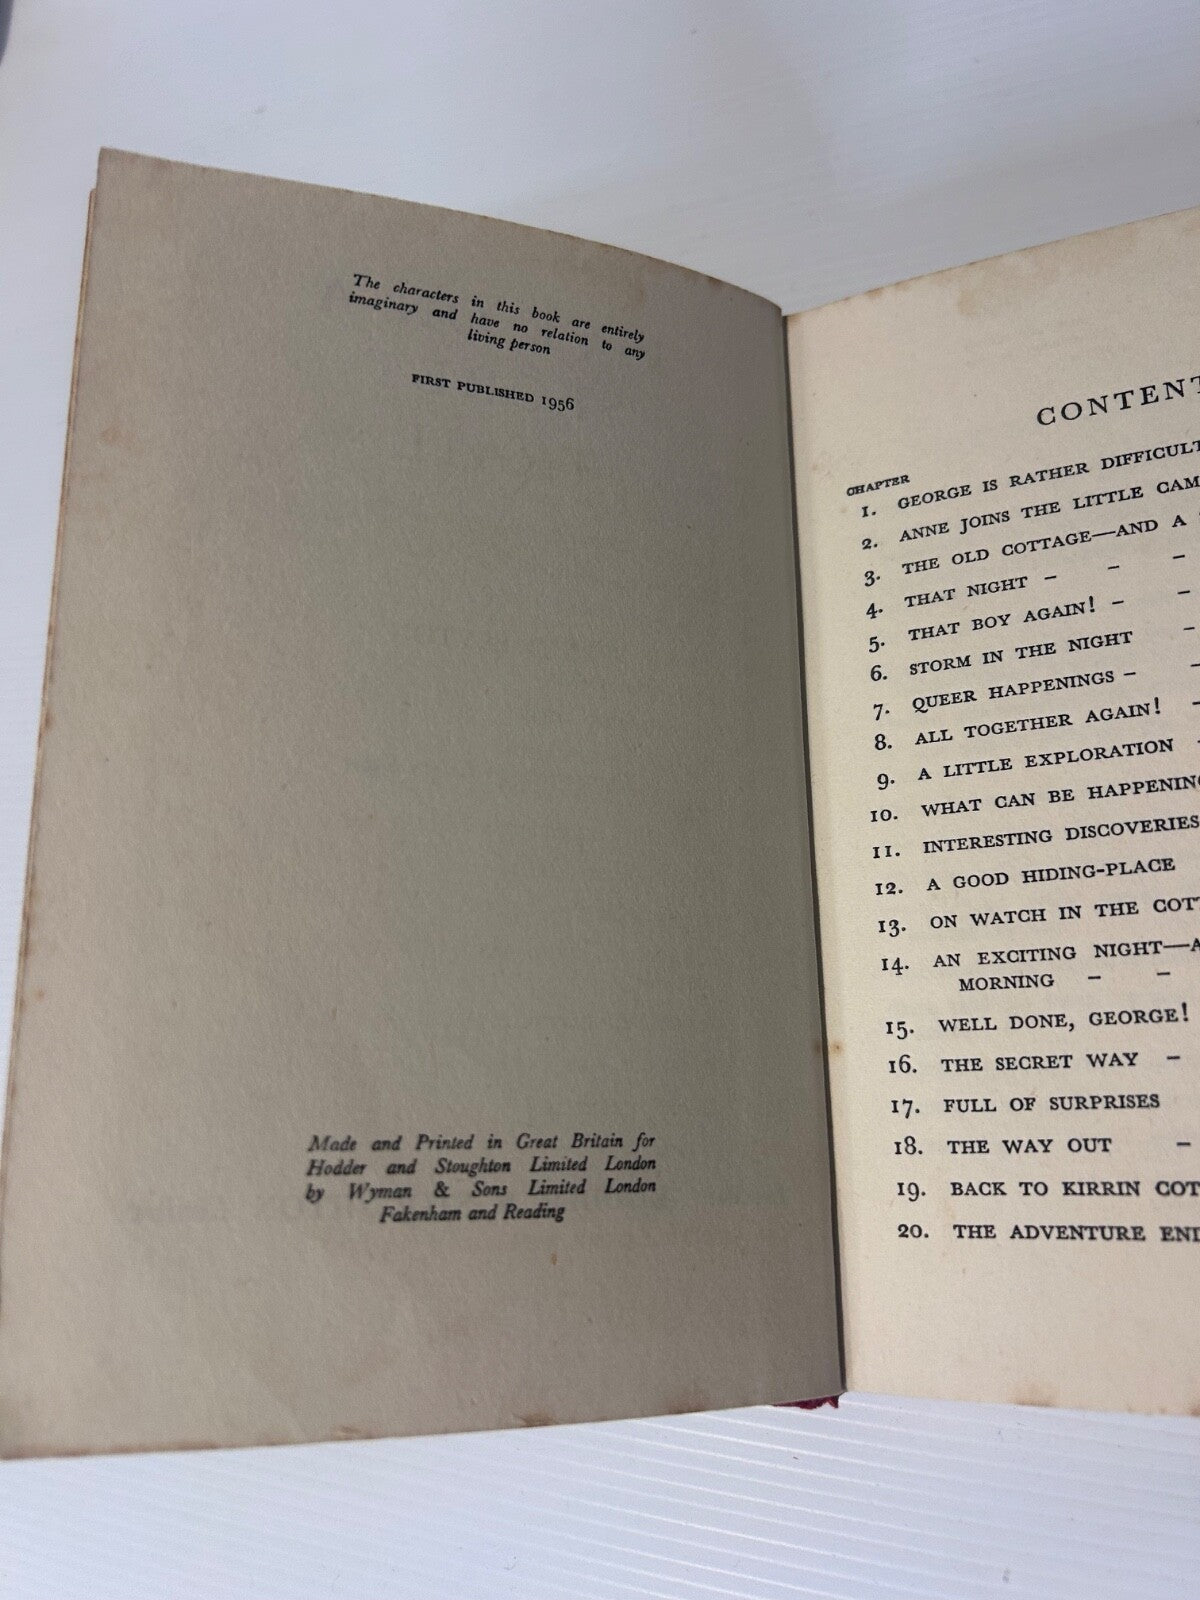 The characters in this book are entirely
imaginary and have no relation to any
living person
FIRST PUBLISHED 1956
Made and Printed in Great Britain for
Hodder and Stoughton Limited London
by Wyman & Sons Limited London
Fakenham and Reading
CONTENT
CHAPTER
1. GEORGE IS RATHER DIFFICULT
2. ANNE JOINS THE LITTLE CAM
3. THE OLD COTTAGE—AND A
4. THAT NIGHT – – –
5. THAT BOY AGAIN! – –
6. STORM IN THE NIGHT –
7. QUEER HAPPENINGS – –
8. ALL TOGETHER AGAIN! –
9. A LITTLE EXPLORATION –
10. WHAT CAN BE HAPPENING
11. INTERESTING DISCOVERIES
12. A GOOD HIDING-PLACE
13. ON WATCH IN THE COTT
14. AN EXCITING NIGHT—A
MORNING – –
15. WELL DONE, GEORGE!
16. THE SECRET WAY –
17. FULL OF SURPRISES
18. THE WAY OUT –
19. BACK TO KIRRIN COT
20. THE ADVENTURE END